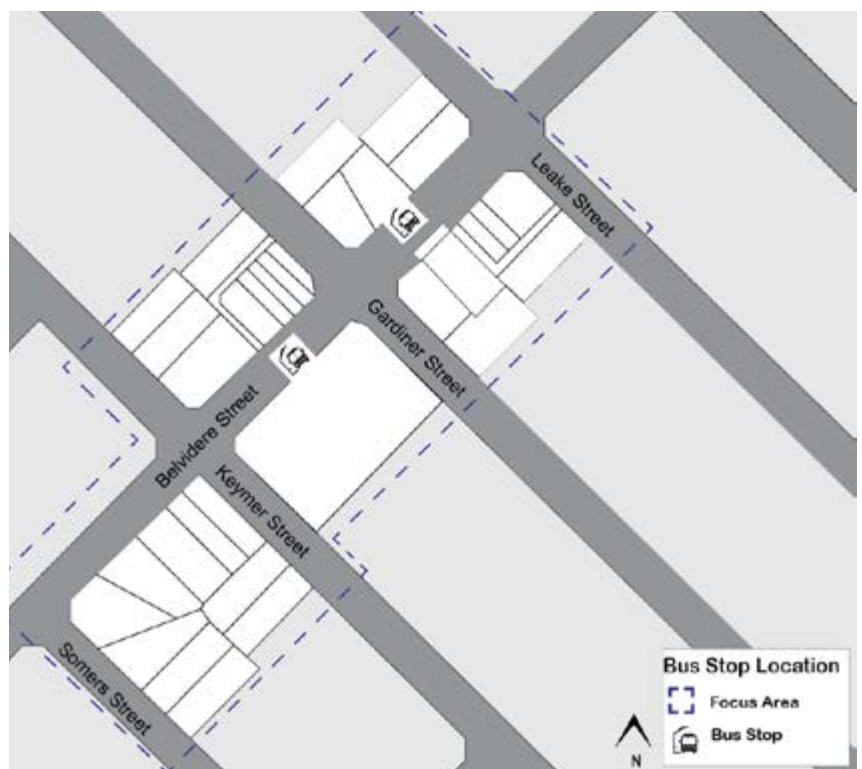 Leake Street
Gardiner Street
Belvidere Street
Keymer Street
Somers Street
Bus Stop Location
Focus Area
Bus Stop
N